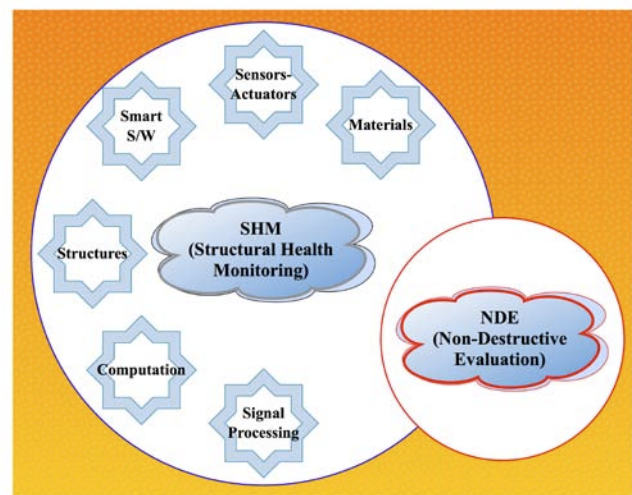 Sensors-
Actuators
Smart
S/W
Materials
SHM
(Structural Health
Monitoring)
Structures
NDE
(Non-Destructive
Evaluation)
Computation
Signal
Processing